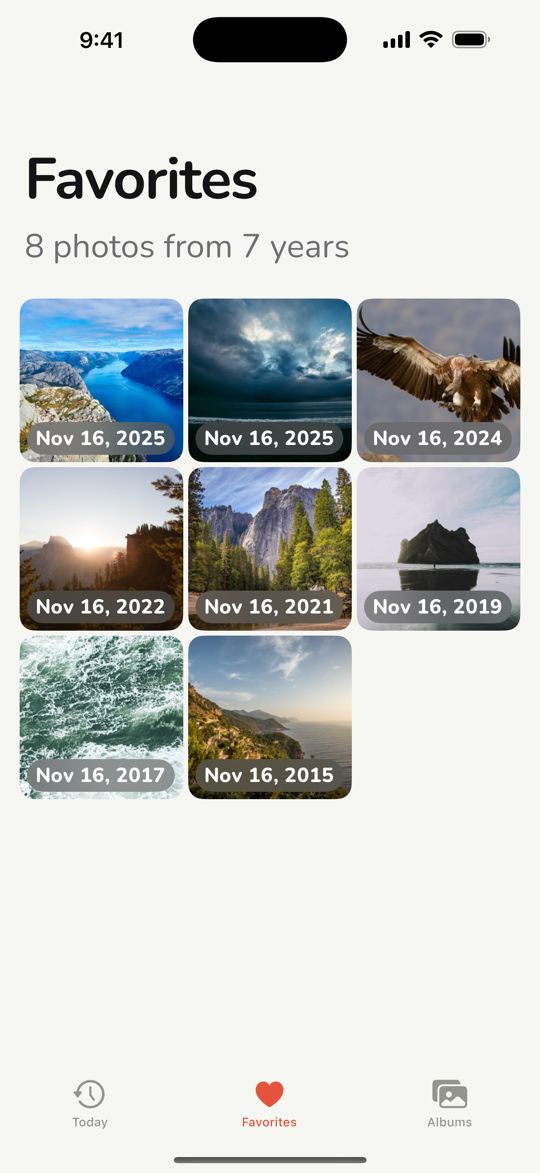 9:41
Favorites
8 photos from 7 years
Nov 16, 2025
Nov 16, 2025
Nov 16, 2024
Nov 16, 2022
Nov 16, 2021
Nov 16, 2019
Nov 16, 2017
Nov 16, 2015
Today
Favorites
Albums